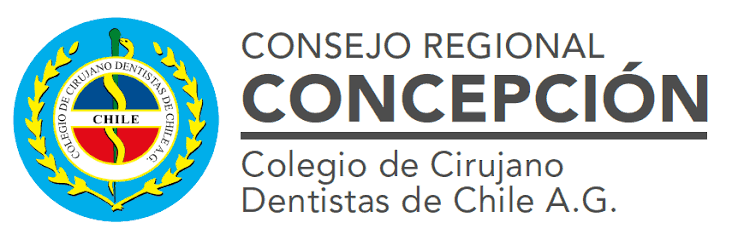 COLEGIO DE CIRUJANO DENTISTAS DE CHILE A.G.
CHILE
CONSEJO REGIONAL
CONCEPCIÓN
Colegio de Cirujano
Dentistas de Chile A.G.